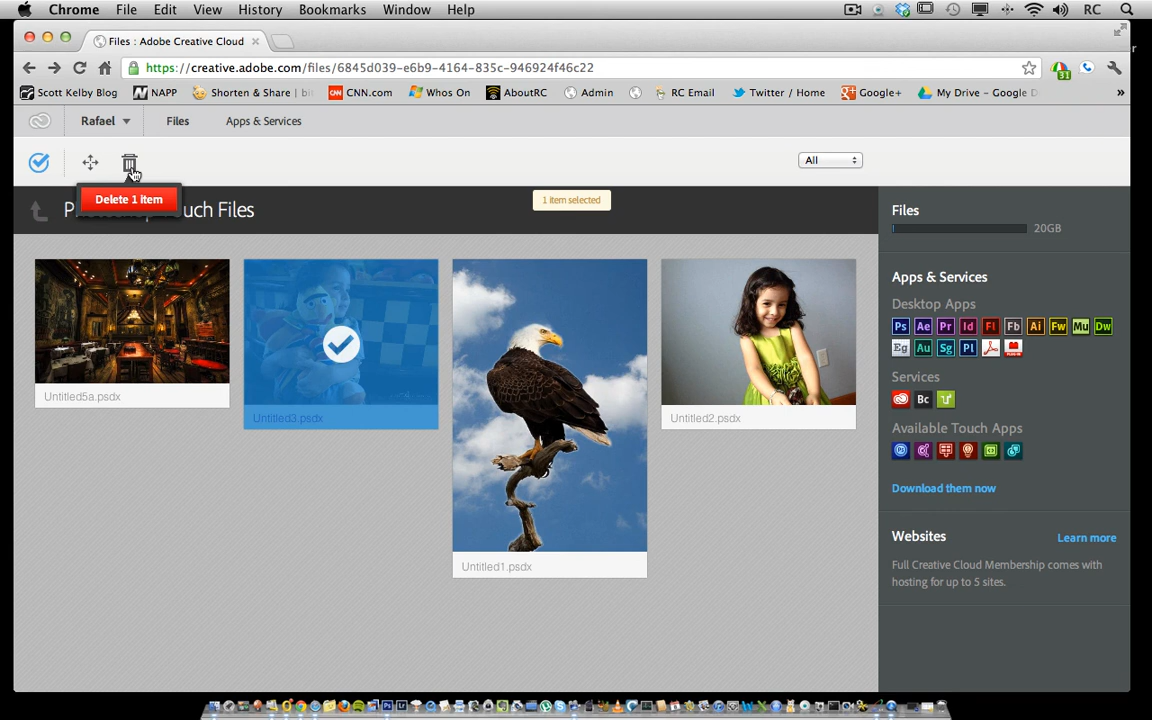 Chrome File Edit View History Bookmarks Window Help RC
Files : Adobe Creative Cloud
https://creative.adobe.com/files/6845d039-e6b9-4164-835c-946924f46c22
Scott Kelby Blog NAPP Shorten & Share | bi CNN.com Whos On AboutRC Admin RC Email Twitter / Home Google+ My Drive - Google D »
31
Rafael Files Apps & Services
All
Delete 1 item
1 item selected
uch Files
Untitled5a.psdx
Untitled3.psdx
Untitled1.psdx
Untitled2.psdx
Files
20GB
Apps & Services
Desktop Apps
Ps Ae Pr Id Fl Fb Ai Fw Mu Dw
Eg Au Sg Pl
Services
Bc
Available Touch Apps
Download them now
Websites Learn more
Full Creative Cloud Membership comes with
hosting for up to 5 sites.